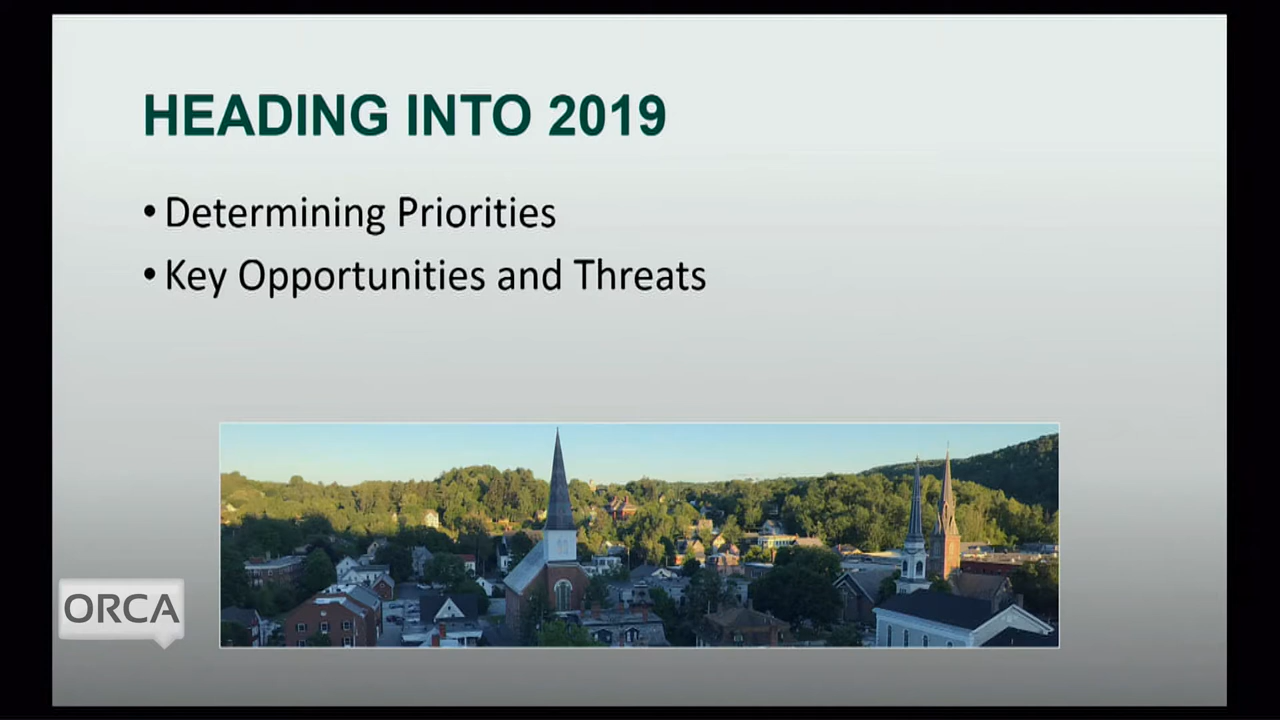 HEADING INTO 2019
• Determining Priorities
• Key Opportunities and Threats
ORCA